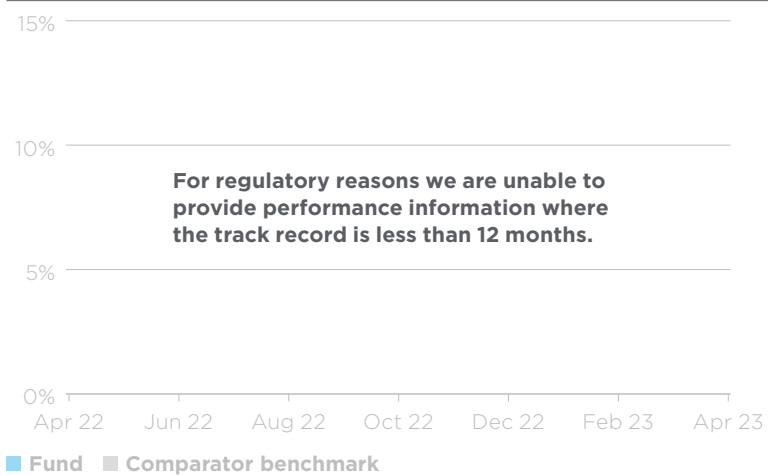 15%
10%
For regulatory reasons we are unable to
provide performance information where
the track record is less than 12 months.
5%
0%
Apr 22 Jun 22 Aug 22 Oct 22 Dec 22 Feb 23 Apr 23
Fund Comparator benchmark